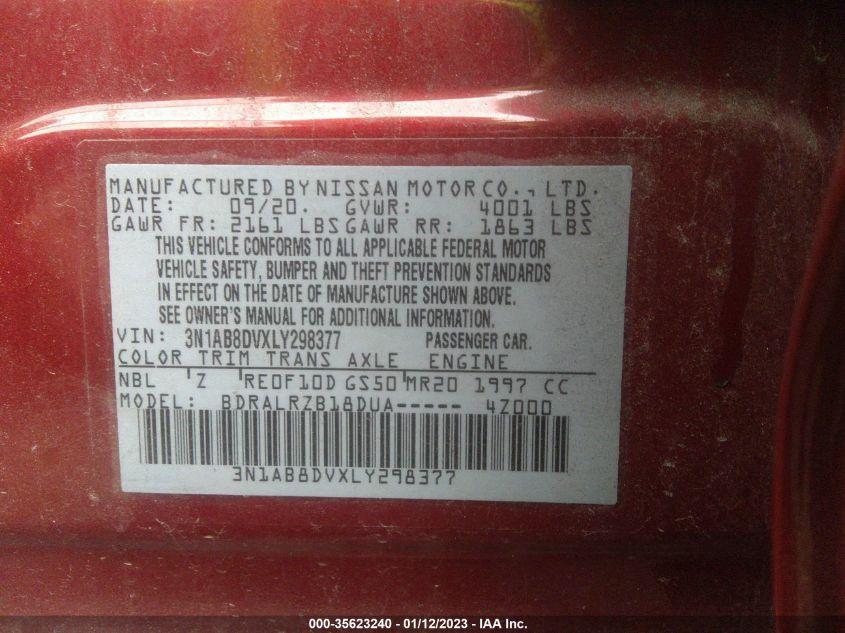 MANUFACTURED BY NISSAN MOTOR CO., LTD.
DATE: 09/20. GVWR: 4001 LBS
GAWR FR: 2161 LBS GAWR RR: 1863 LBS
THIS VEHICLE CONFORMS TO ALL APPLICABLE FEDERAL MOTOR
VEHICLE SAFETY, BUMPER AND THEFT PREVENTION STANDARDS
IN EFFECT ON THE DATE OF MANUFACTURE SHOWN ABOVE.
SEE OWNER'S MANUAL FOR ADDITIONAL INFORMATION.
VIN: 3N1AB8DVXLY298377 PASSENGER CAR.
COLOR TRIM TRANS AXLE ENGINE
NBL 'Z 'RE0F10D GS50'MR20 1997 CC
MODEL: BDRALRZB18DUA----- 4Z000
3N1AB8DVXLY298377
000-35623240 - 01/12/2023 - IAA Inc.